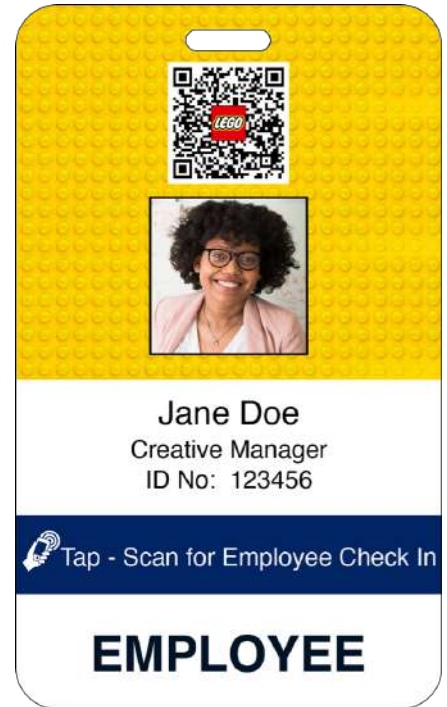 LEGO
Jane Doe
Creative Manager
ID No: 123456
Tap - Scan for Employee Check In
EMPLOYEE